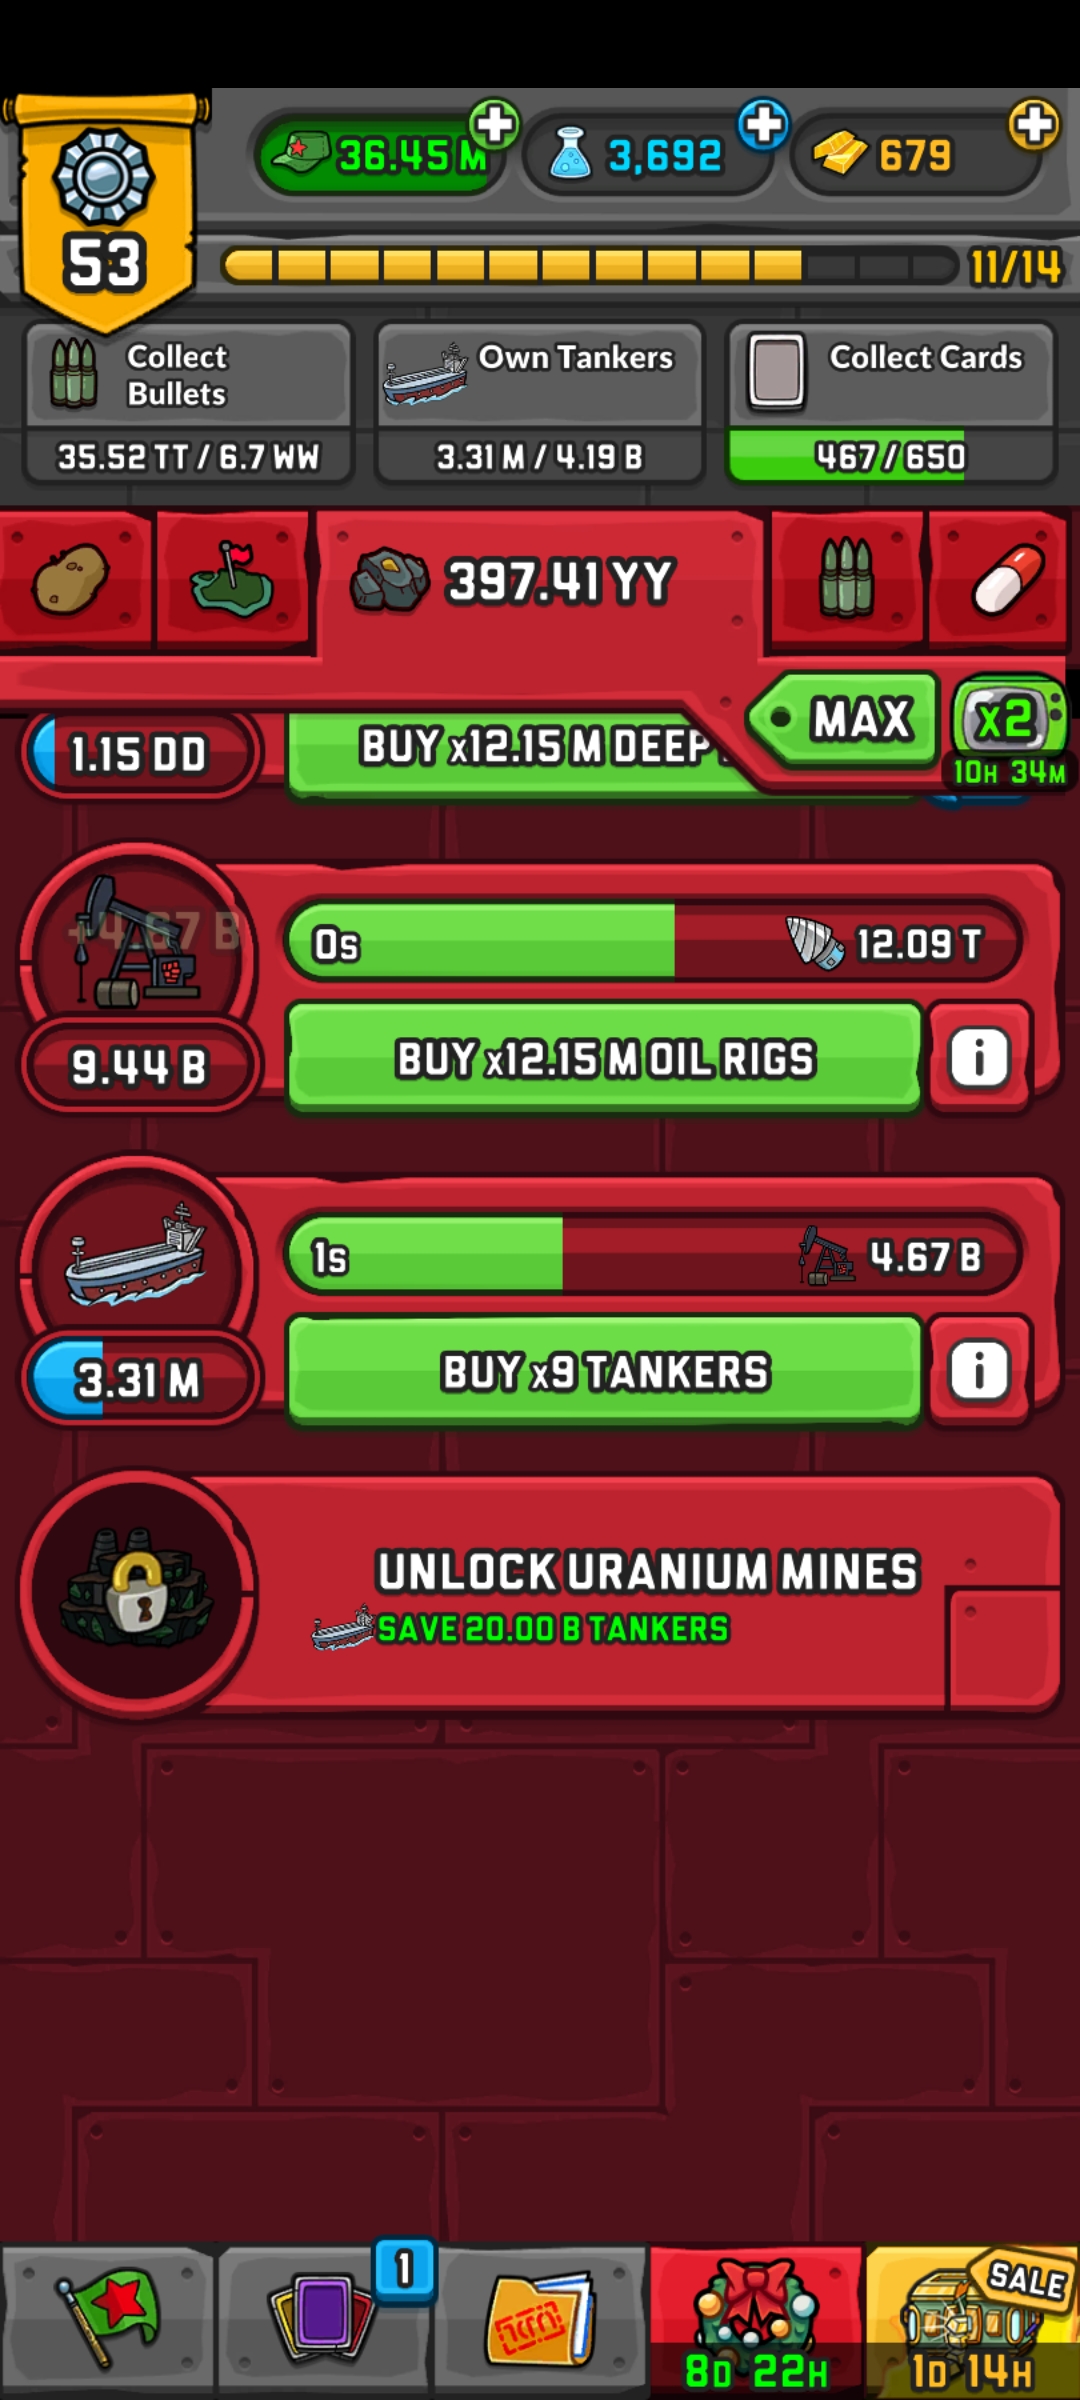 36.45 M
3,692
679
53
11/14
Collect
Bullets
35.52 TT / 6.7 WW
Own Tankers
3.31 M / 4.19 B
Collect Cards
467 / 650
397.41 YY
MAX
x2
10H 34M
1.15 DD
BUY x12.15 M DEEP
+4.67 B
0s
12.09 T
9.44 B
BUY x12.15 M OIL RIGS
i
1s
4.67 B
3.31 M
BUY x9 TANKERS
i
UNLOCK URANIUM MINES
SAVE 20.00 B TANKERS
1
SALE
8D 22H
1D 14H